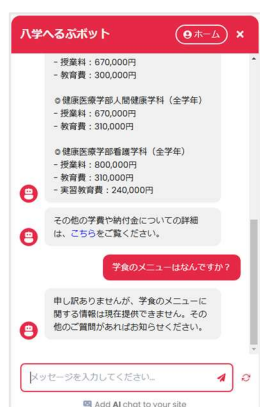 八学へるぷボット
ホーム
- 授業料：670,000円
- 教育費：300,000円
◎健康医療学部人間健康学科（全学年）
- 授業料：670,000円
- 教育費：310,000円
◎健康医療学部看護学科（全学年）
- 授業料：800,000円
- 教育費：310,000円
- 実習教育費：240,000円
その他の学費や納付金についての詳細
は、こちらをご覧ください。
学食のメニューはなんですか？
申し訳ありませんが、学食のメニューに
関する情報は現在提供できません。その
他のご質問があればお知らせください。
メッセージを入力してください...
Add AI chat to your site